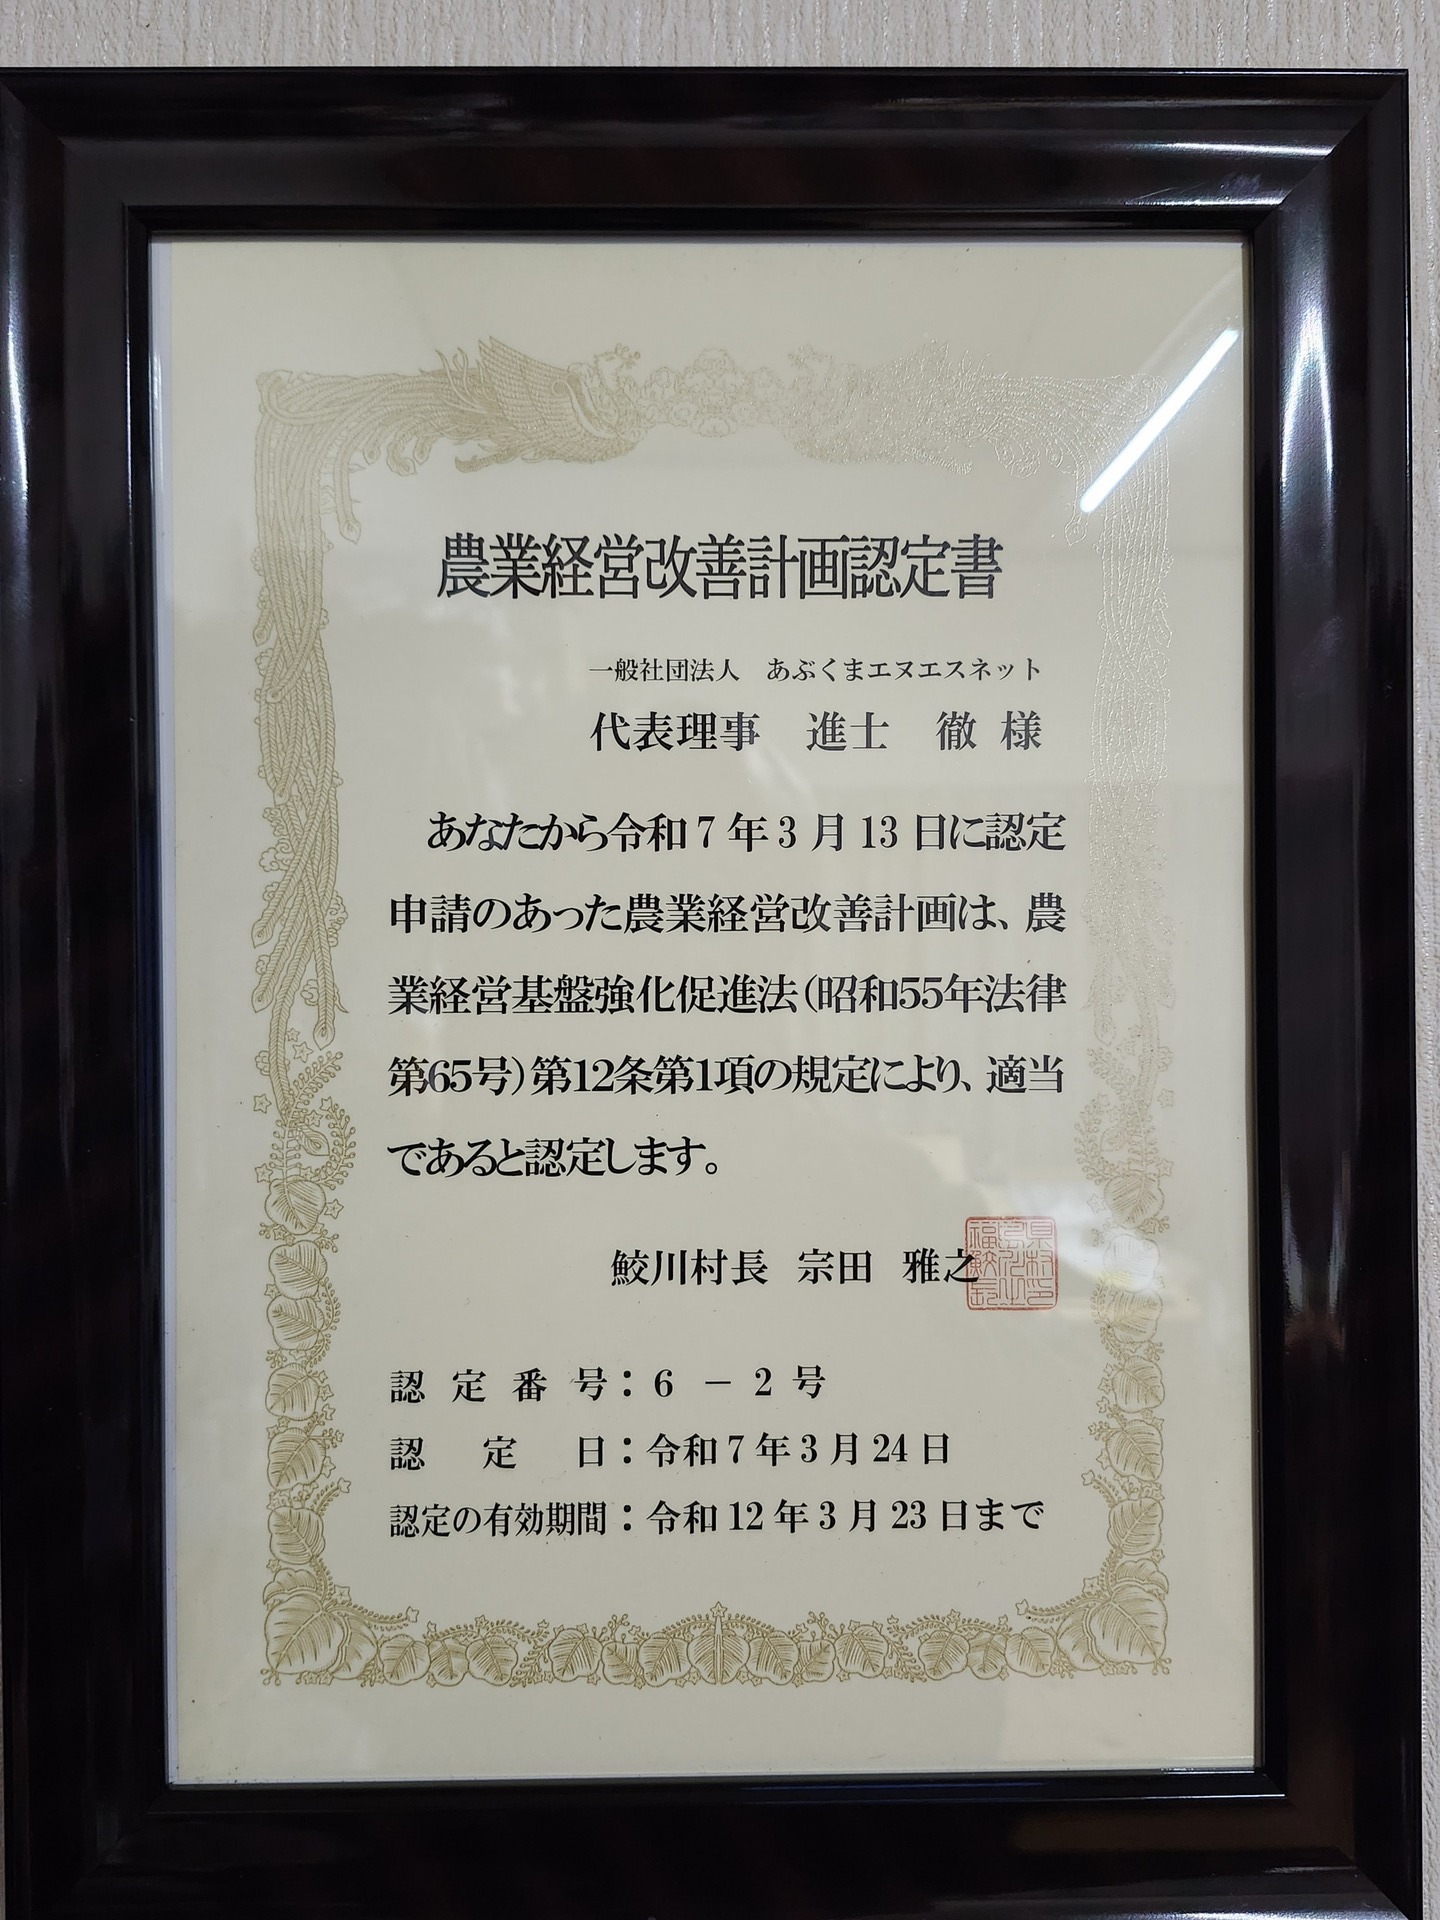 農業経営改善計画認定書
一般社団法人　あぶくまエヌエスネット
代表理事　進士　徹 様
あなたから令和７年３月13日に認定
申請のあった農業経営改善計画は、農
業経営基盤強化促進法（昭和55年法律
第65号）第12条第1項の規定により、適当
であると認定します。
鮫川村長 宗田 雅之
認定番号：６－２号
認定日：令和７年３月24日
認定の有効期間：令和12年３月23日まで